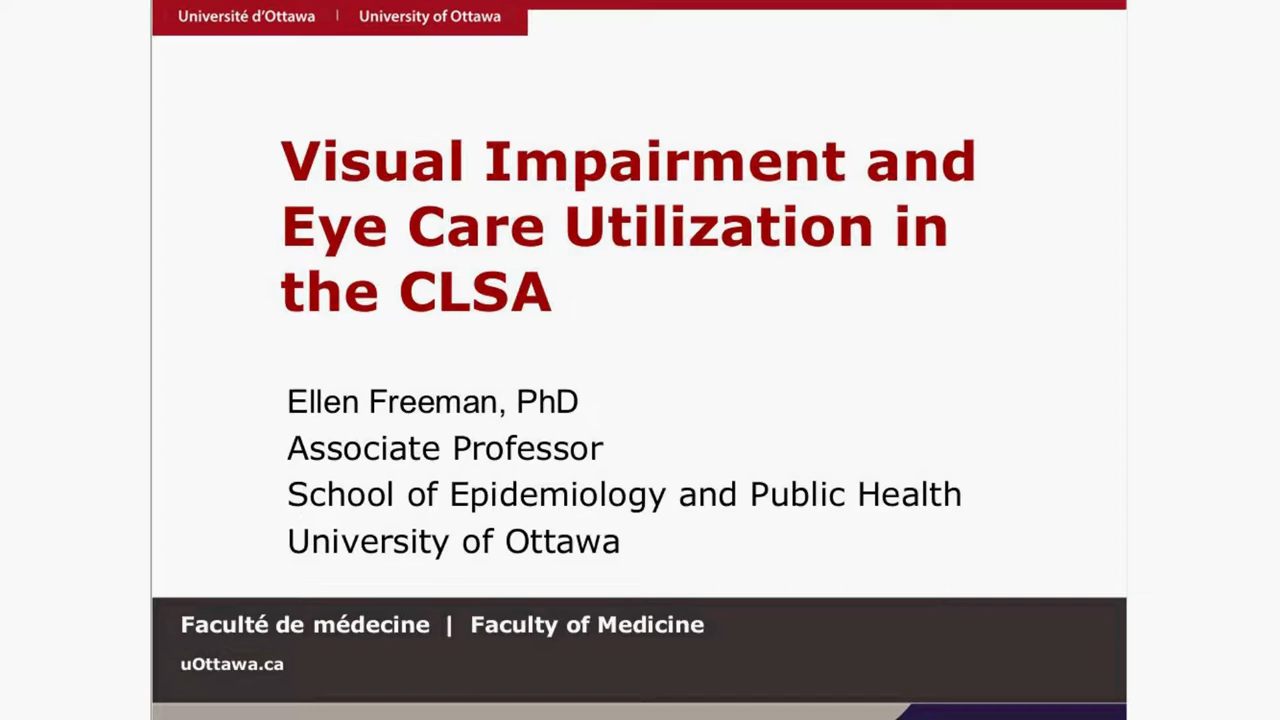 Université d'Ottawa | University of Ottawa
Visual Impairment and
Eye Care Utilization in
the CLSA
Ellen Freeman, PhD
Associate Professor
School of Epidemiology and Public Health
University of Ottawa
Faculté de médecine | Faculty of Medicine
uOttawa.ca